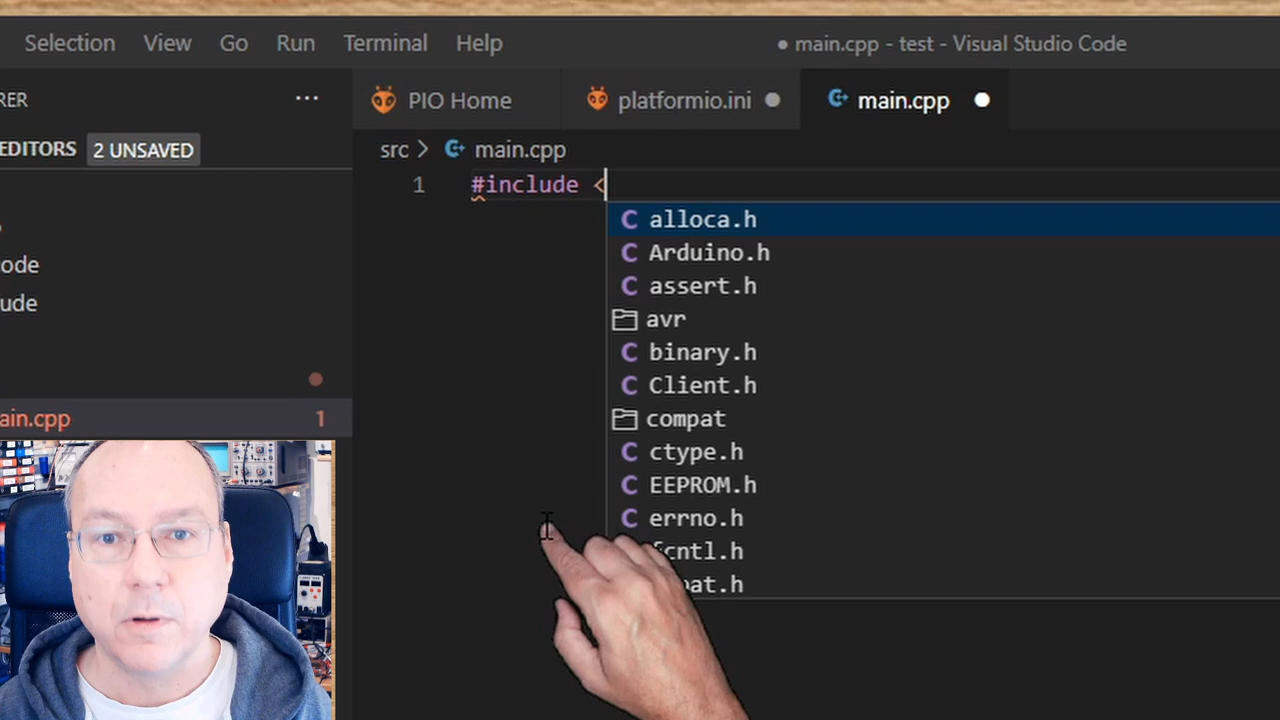 Selection View Go Run Terminal Help ● main.cpp - test - Visual Studio Code
RER ··· PIO Home platformio.ini ● main.cpp ●
EDITORS 2 UNSAVED src > main.cpp
1 #include <
alloca.h
Arduino.h
ode
assert.h
ude
avr
binary.h
Client.h
ain.cpp 1
compat
ctype.h
EEPROM.h
errno.h
fcntl.h
pat.h